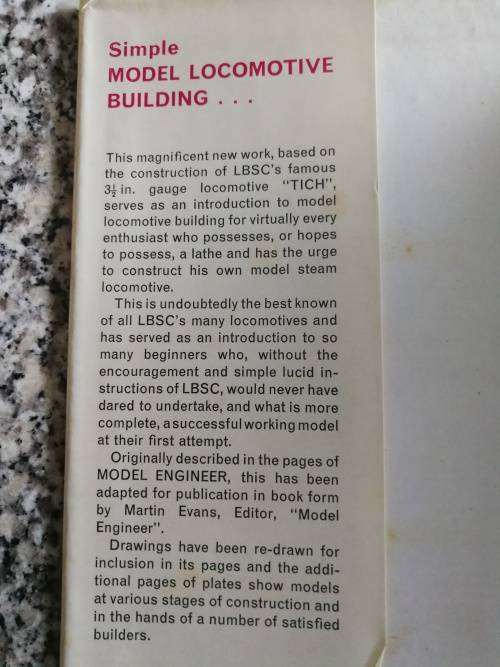 Simple
MODEL LOCOMOTIVE
BUILDING . . .
This magnificent new work, based on
the construction of LBSC's famous
3½ in. gauge locomotive "TICH",
serves as an introduction to model
locomotive building for virtually every
enthusiast who possesses, or hopes
to possess, a lathe and has the urge
to construct his own model steam
locomotive.
This is undoubtedly the best known
of all LBSC's many locomotives and
has served as an introduction to so
many beginners who, without the
encouragement and simple lucid in-
structions of LBSC, would never have
dared to undertake, and what is more
complete, a successful working model
at their first attempt.
Originally described in the pages of
MODEL ENGINEER, this has been
adapted for publication in book form
by Martin Evans, Editor, "Model
Engineer".
Drawings have been re-drawn for
inclusion in its pages and the addi-
tional pages of plates show models
at various stages of construction and
in the hands of a number of satisfied
builders.